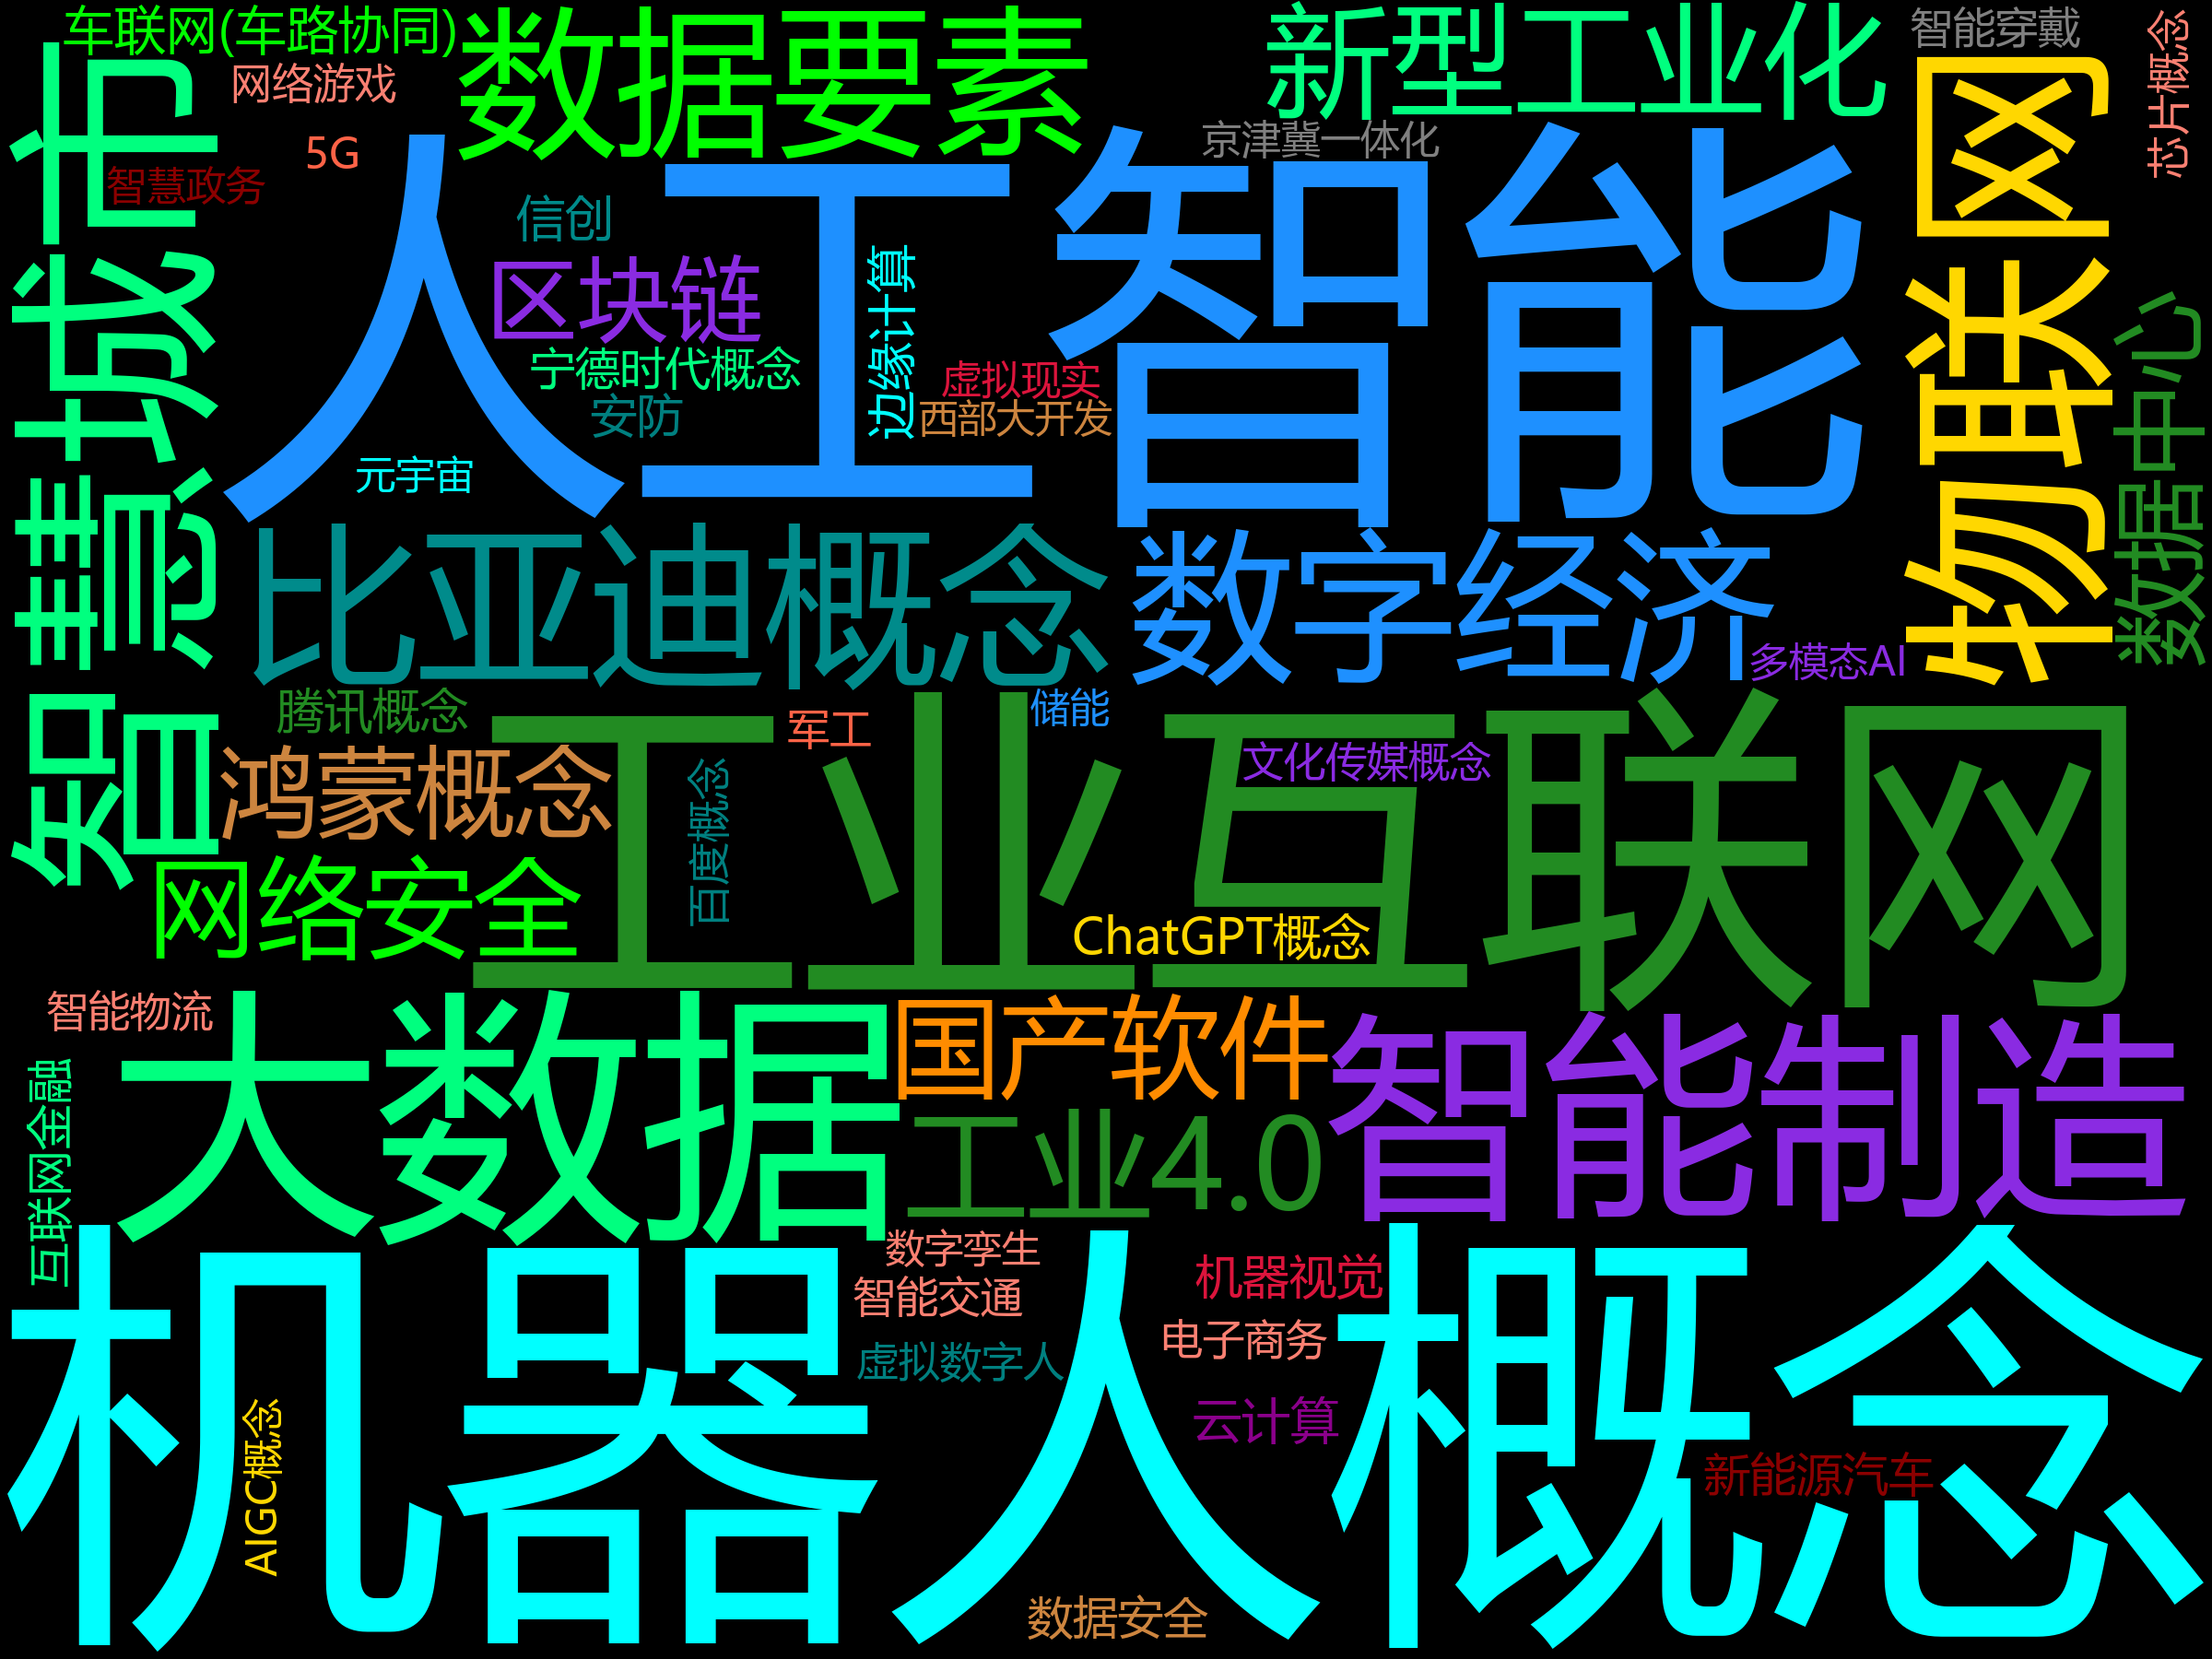 车联网(车路协同)
数据要素
新型工业化
智能穿戴
芯片概念
网络游戏
5G
智慧政务
智慧城市
人工智能
京津冀一体化
物联网
信创
区块链
边缘计算
宁德时代概念
虚拟现实
安防
西部大开发
元宇宙
数据中心
比亚迪概念
数字经济
多模态AI
腾讯概念
军工
储能
工业互联网
鸿蒙概念
百度概念
文化传媒概念
网络安全
ChatGPT概念
智能物流
大数据
国产软件
智能制造
互联网金融
工业4.0
数字孪生
智能交通
机器视觉
电子商务
虚拟数字人
机器人概念
云计算
AIGC概念
新能源汽车
数据安全